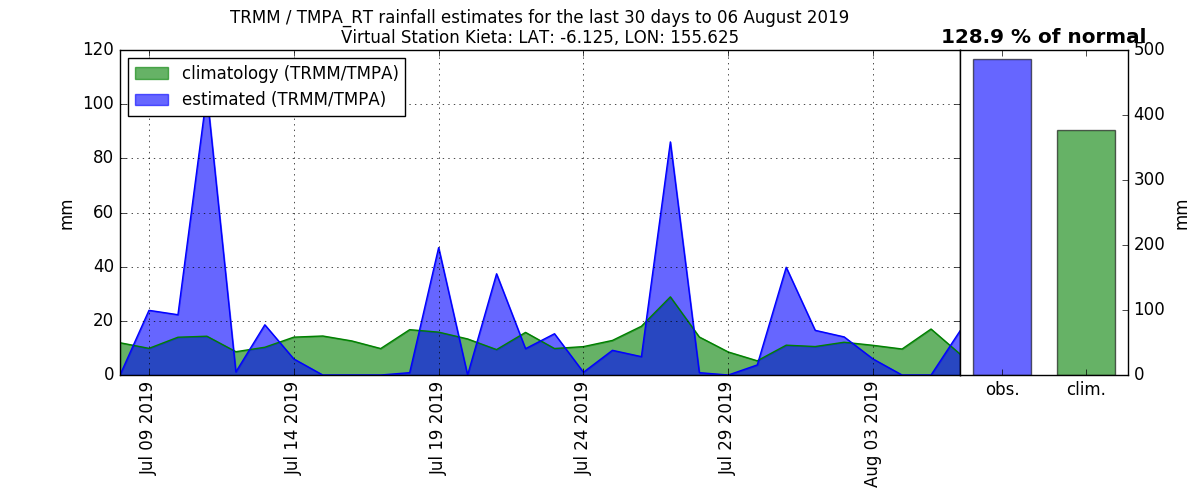 TRMM / TMPA_RT rainfall estimates for the last 30 days to 06 August 2019
Virtual Station Kieta: LAT: -6.125, LON: 155.625
128.9 % of normal
climatology (TRMM/TMPA)
estimated (TRMM/TMPA)
mm
120
100
80
60
40
20
0
Jul 09 2019
Jul 14 2019
Jul 19 2019
Jul 24 2019
Jul 29 2019
Aug 03 2019
obs.
clim.
500
400
300
200
100
0
mm